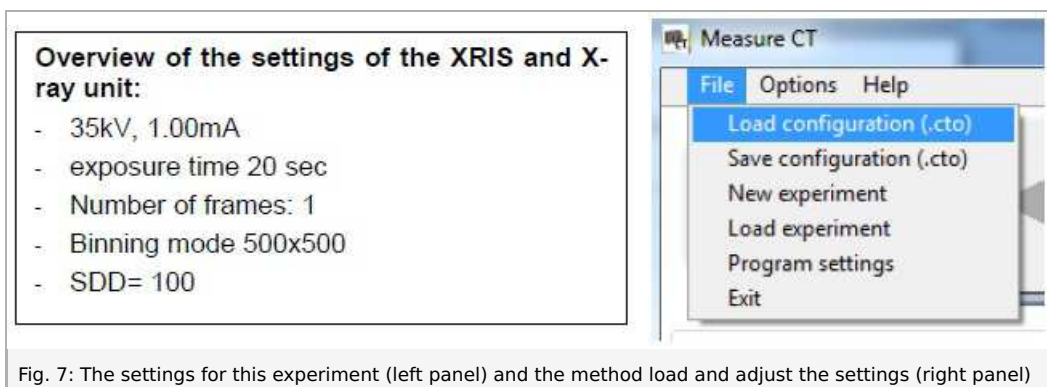 Overview of the settings of the XRIS and X-
ray unit:
- 35kV, 1.00mA
- exposure time 20 sec
- Number of frames: 1
- Binning mode 500x500
- SDD= 100
Measure CT
File Options Help
Load configuration (.cto)
Save configuration (.cto)
New experiment
Load experiment
Program settings
Exit
Fig. 7: The settings for this experiment (left panel) and the method load and adjust the settings (right panel)